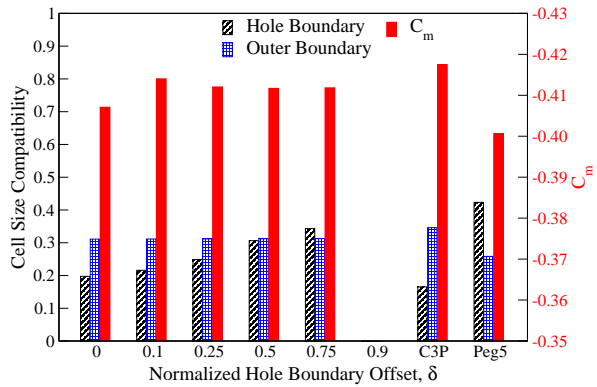 Hole Boundary
Outer Boundary
C_m
Cell Size Compatibility
1
0.9
0.8
0.7
0.6
0.5
0.4
0.3
0.2
0.1
0
-0.43
-0.42
-0.41
-0.40
-0.39
-0.38
-0.37
-0.36
-0.35
C_m
0 0.1 0.25 0.5 0.75 0.9 C3P Peg5
Normalized Hole Boundary Offset, δ